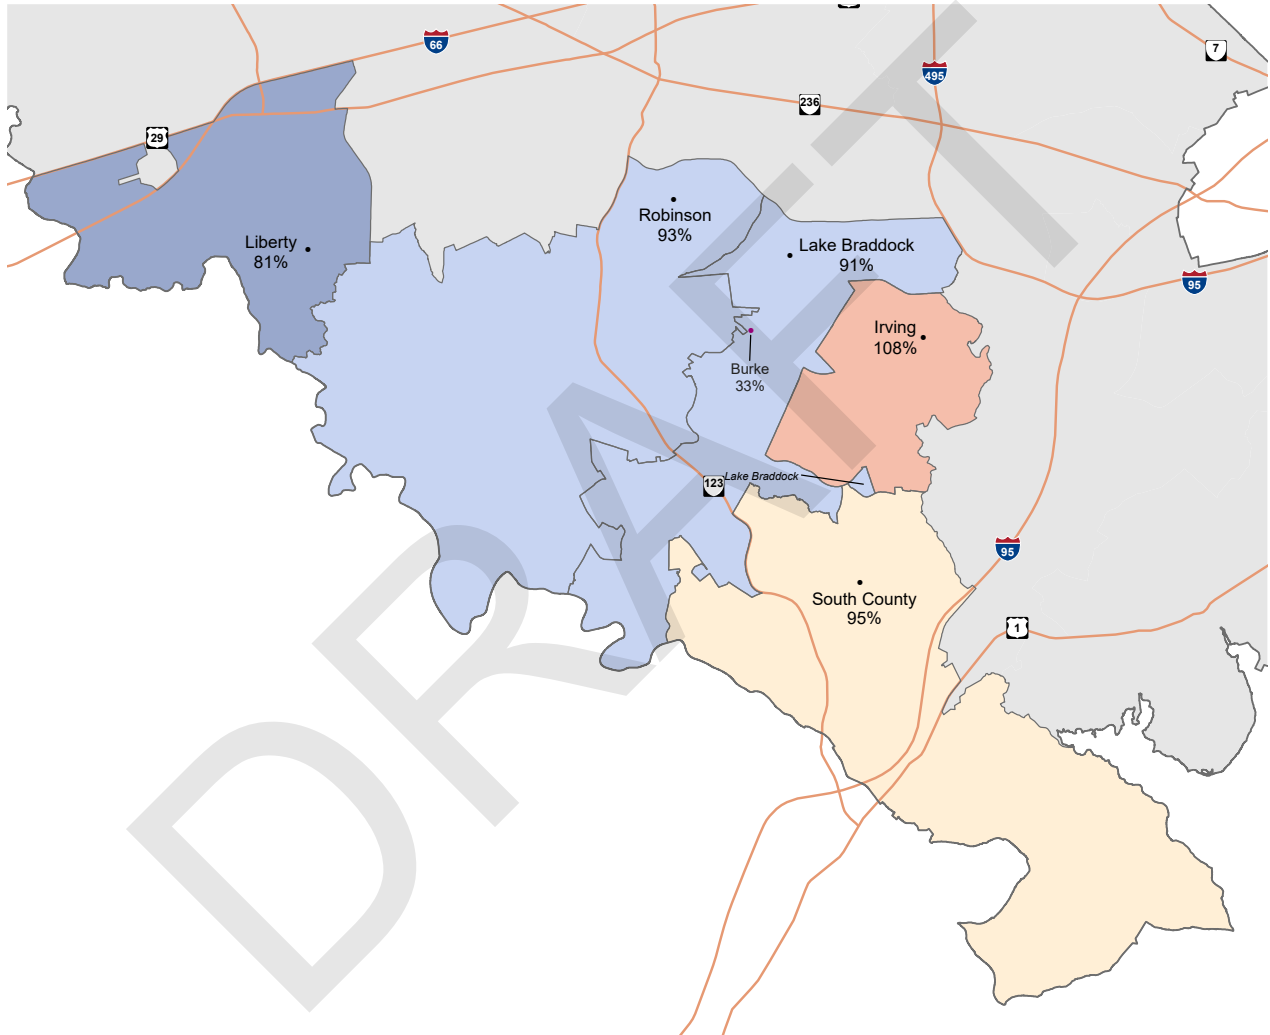 66
7
495
236
29
Robinson
93%
Liberty
81%
Lake Braddock
91%
95
Irving
108%
Burke
33%
Lake Braddock
123
95
South County
95%
1
DRAFT